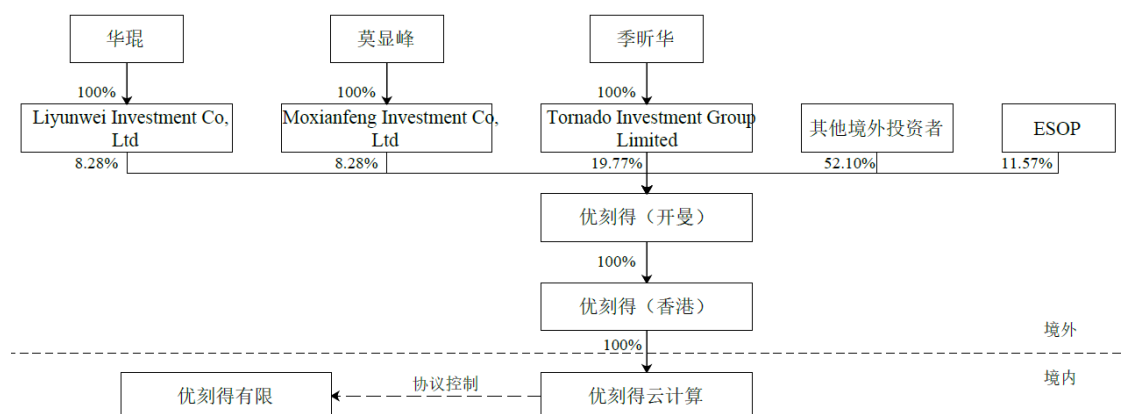 华琨
莫显峰
季昕华
100%
100%
100%
Liyunwei Investment Co,
Ltd
Moxianfeng Investment Co,
Ltd
Tornado Investment Group
Limited
其他境外投资者
ESOP
8.28%
8.28%
19.77%
52.10%
11.57%
优刻得（开曼）
100%
优刻得（香港）
100%
境外
境内
优刻得有限
协议控制
优刻得云计算